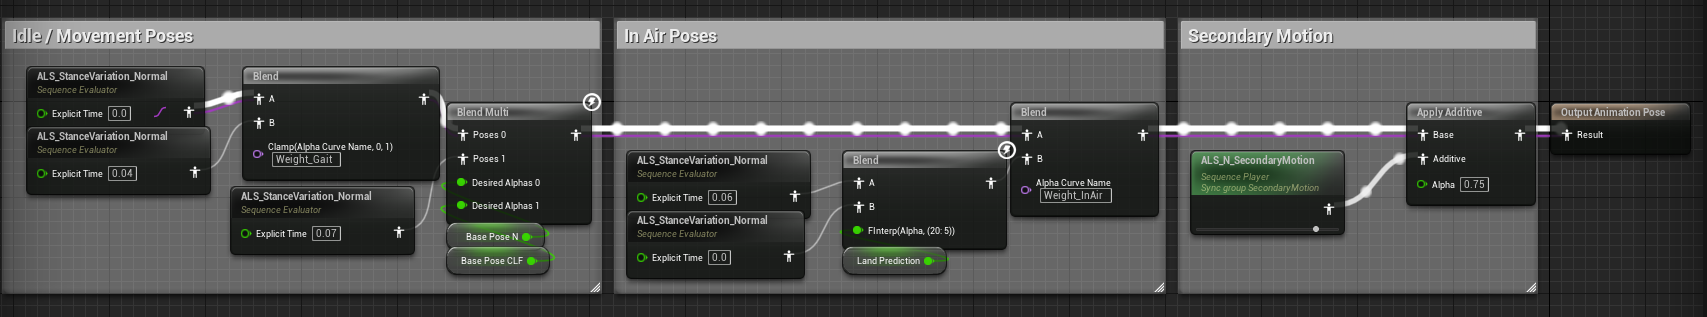 Idle / Movement Poses
ALS_StanceVariation_Normal
Sequence Evaluator
Explicit Time 0.0
ALS_StanceVariation_Normal
Sequence Evaluator
Explicit Time 0.04
Blend
A
B
Clamp(Alpha Curve Name, 0, 1)
Weight_Gait
ALS_StanceVariation_Normal
Sequence Evaluator
Explicit Time 0.07
Blend Multi
Poses 0
Poses 1
Desired Alphas 0
Desired Alphas 1
Base Pose N
Base Pose CLF
In Air Poses
ALS_StanceVariation_Normal
Sequence Evaluator
Explicit Time 0.06
ALS_StanceVariation_Normal
Sequence Evaluator
Explicit Time 0.0
Blend
A
B
FInterp(Alpha, (20: 5))
Land Prediction
Blend
A
B
Alpha Curve Name
Weight_InAir
Secondary Motion
ALS_N_SecondaryMotion
Sequence Player
Sync group SecondaryMotion
Apply Additive
Base
Additive
Alpha 0.75
Output Animation Pose
Result